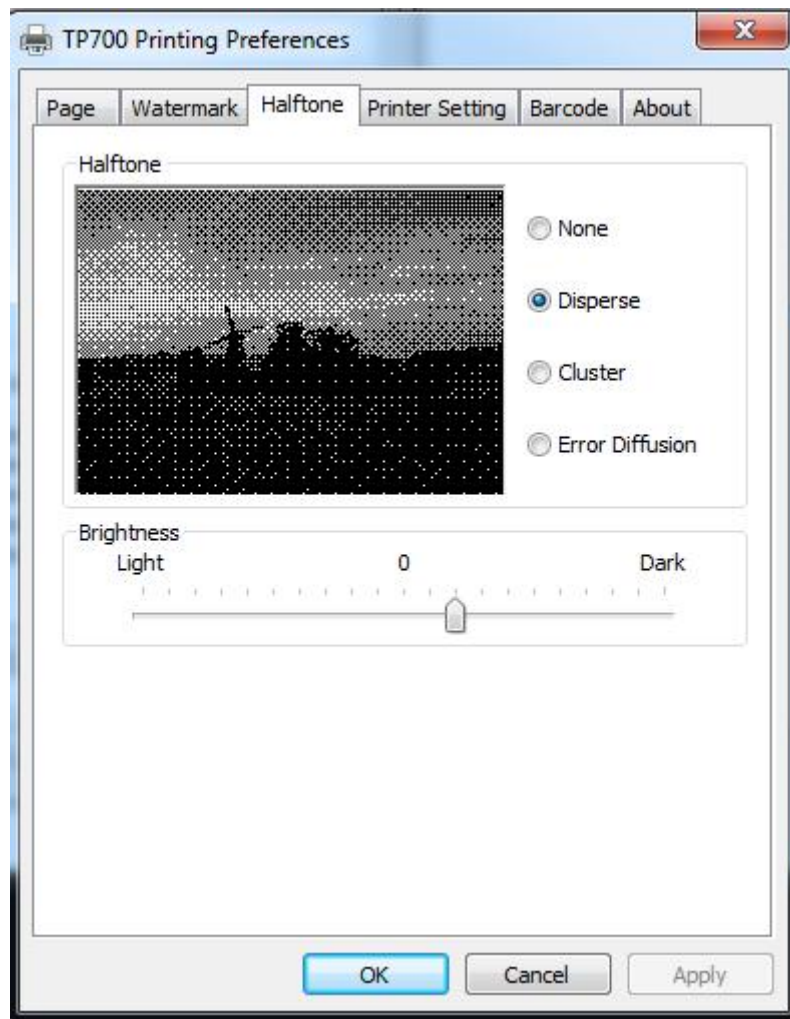 TP700 Printing Preferences
Page Watermark Halftone Printer Setting Barcode About
Halftone
None
Disperse
Cluster
Error Diffusion
Brightness
Light 0 Dark
OK Cancel Apply